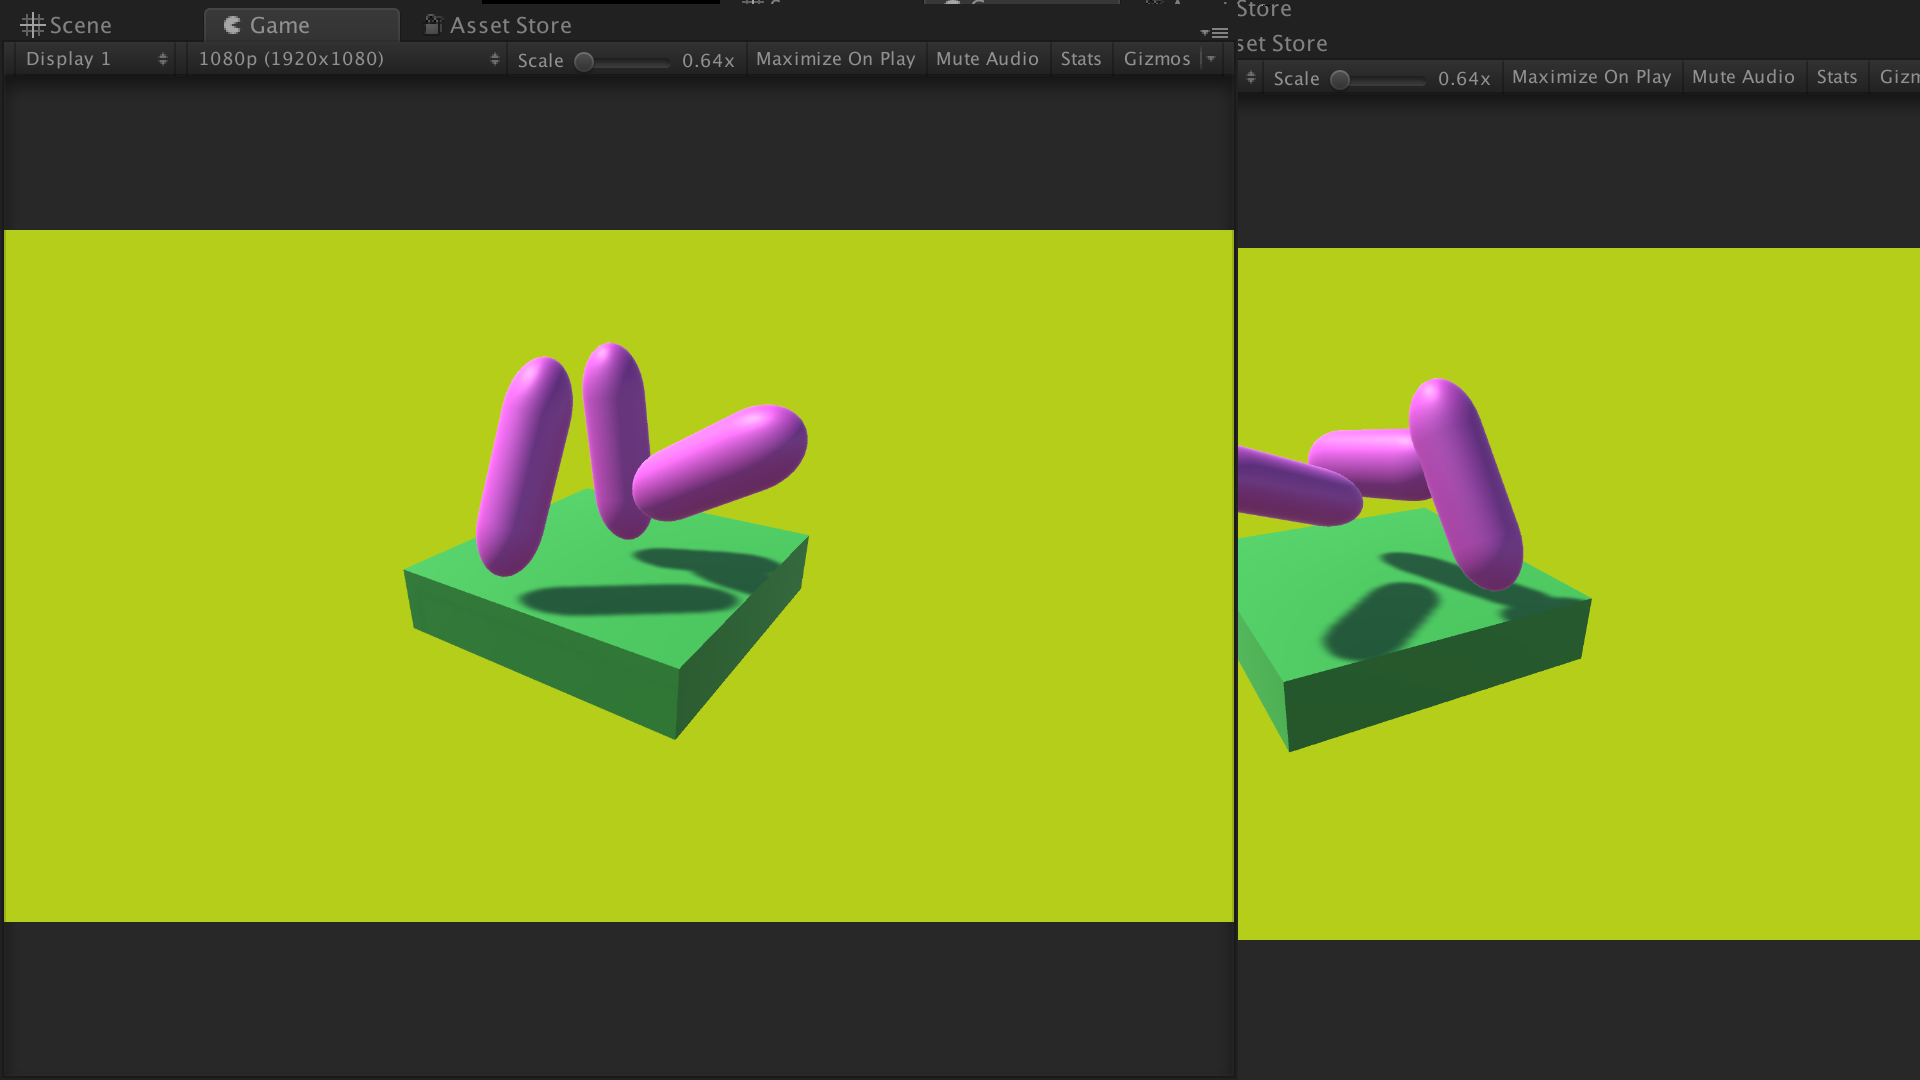 Scene Game Asset Store
Display 1 1080p (1920x1080) Scale 0.64x Maximize On Play Mute Audio Stats Gizmos
Store
set Store
Scale 0.64x Maximize On Play Mute Audio Stats Gizm